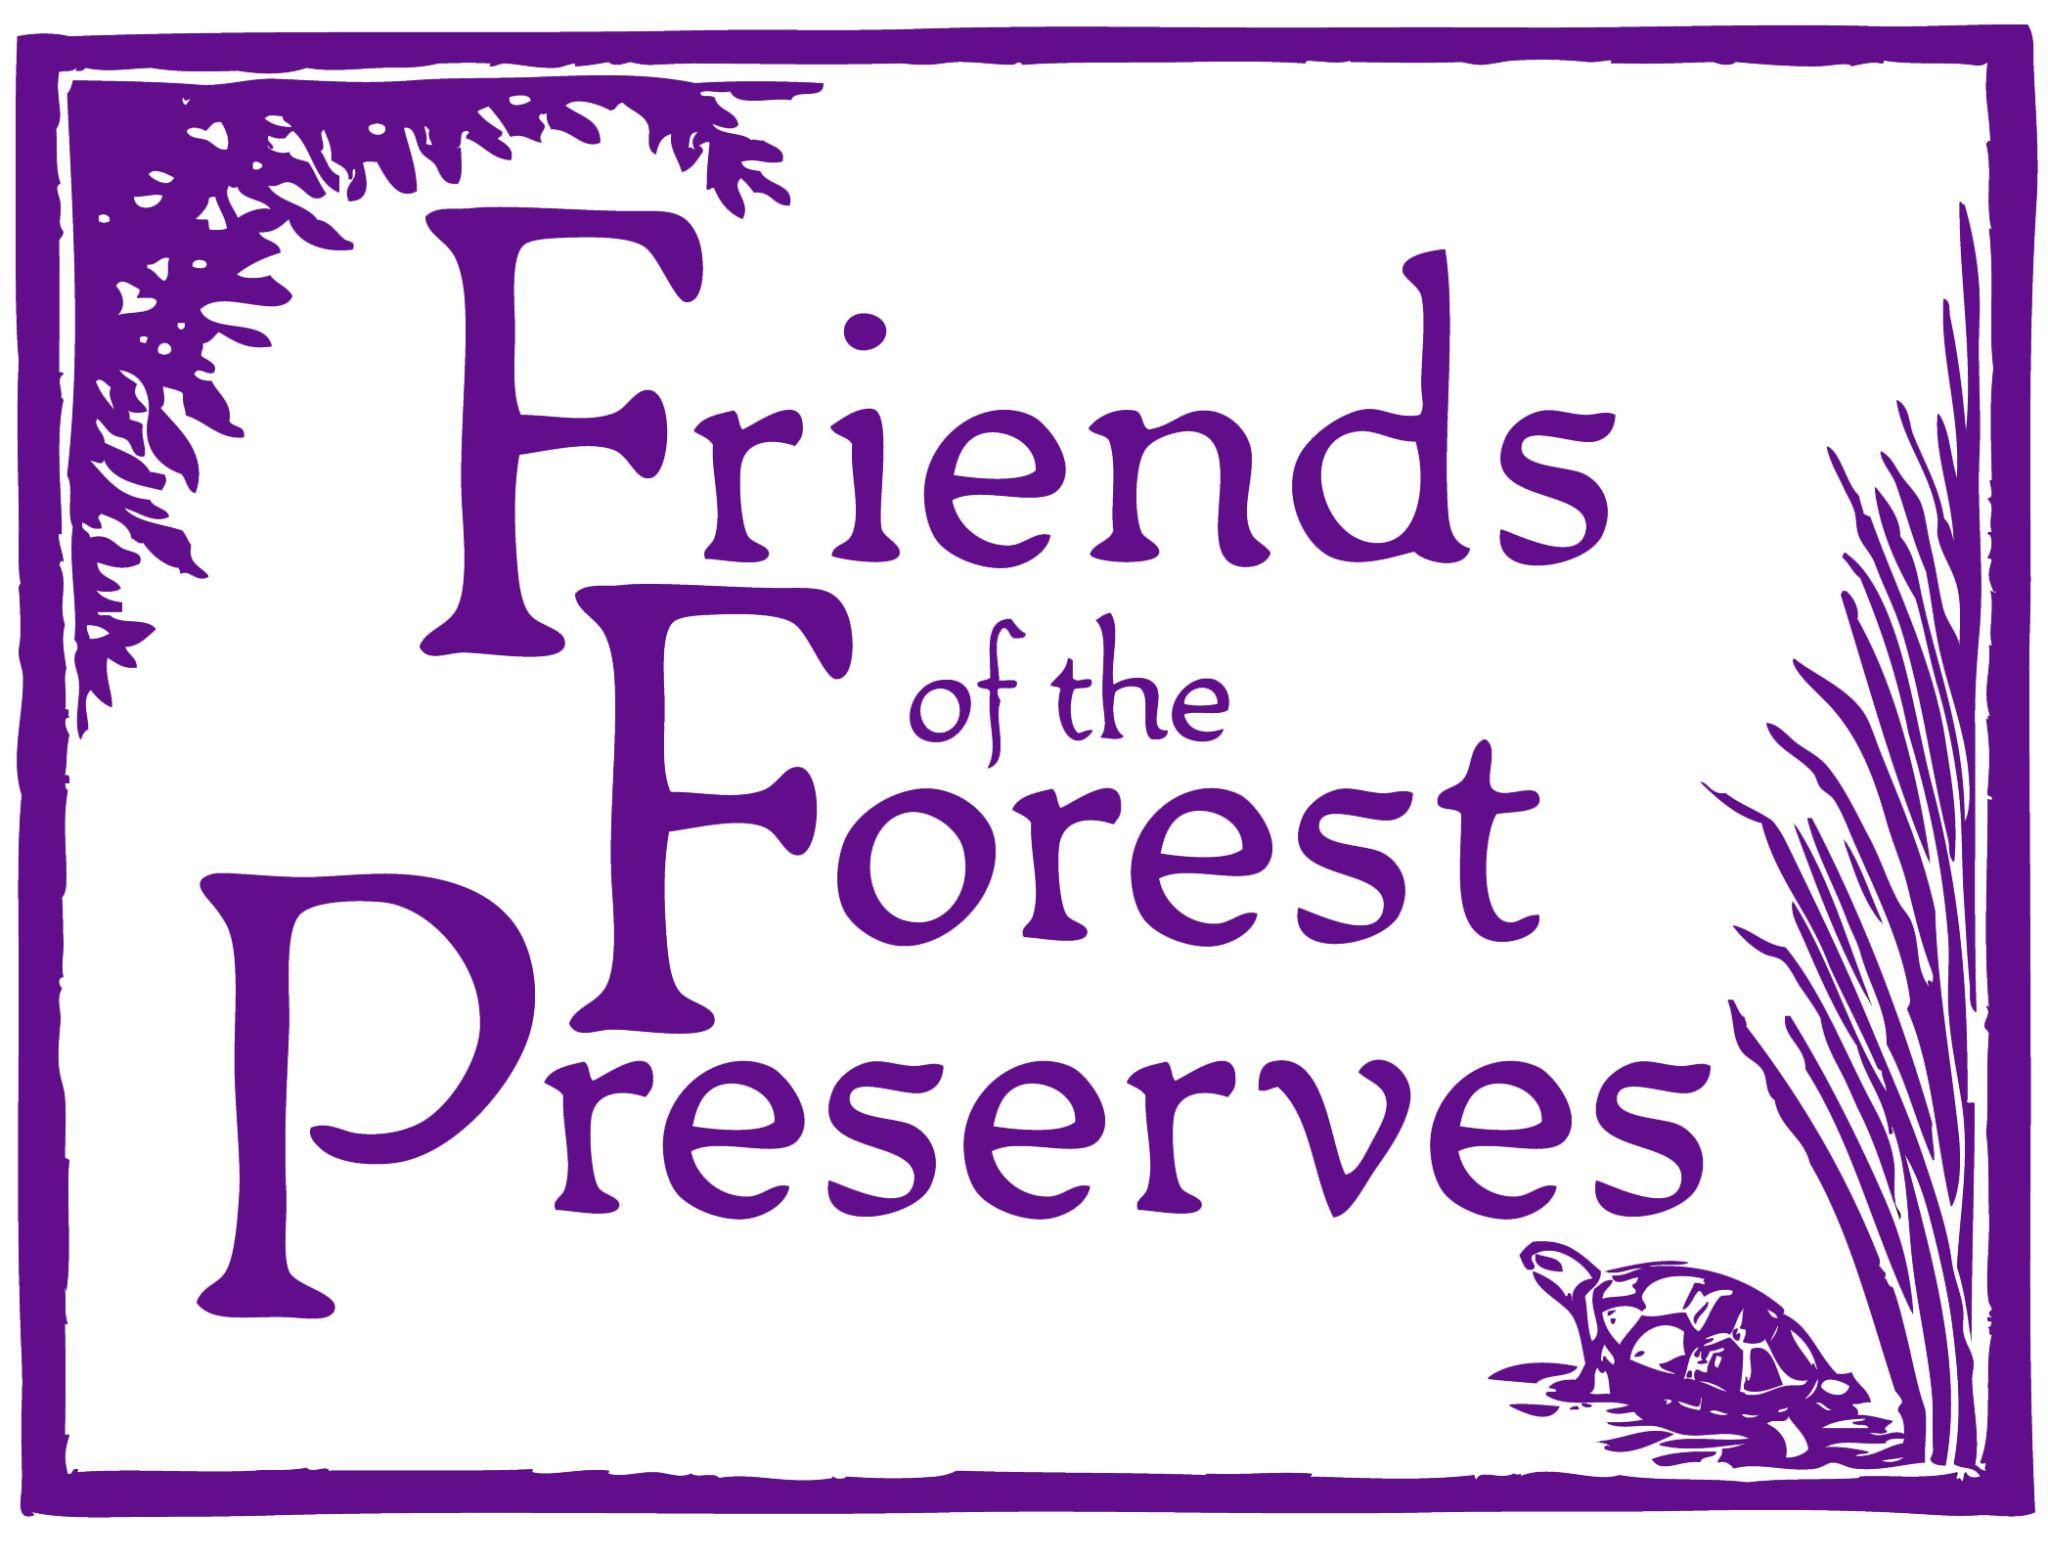 Friends
of the
Forest
Preserves